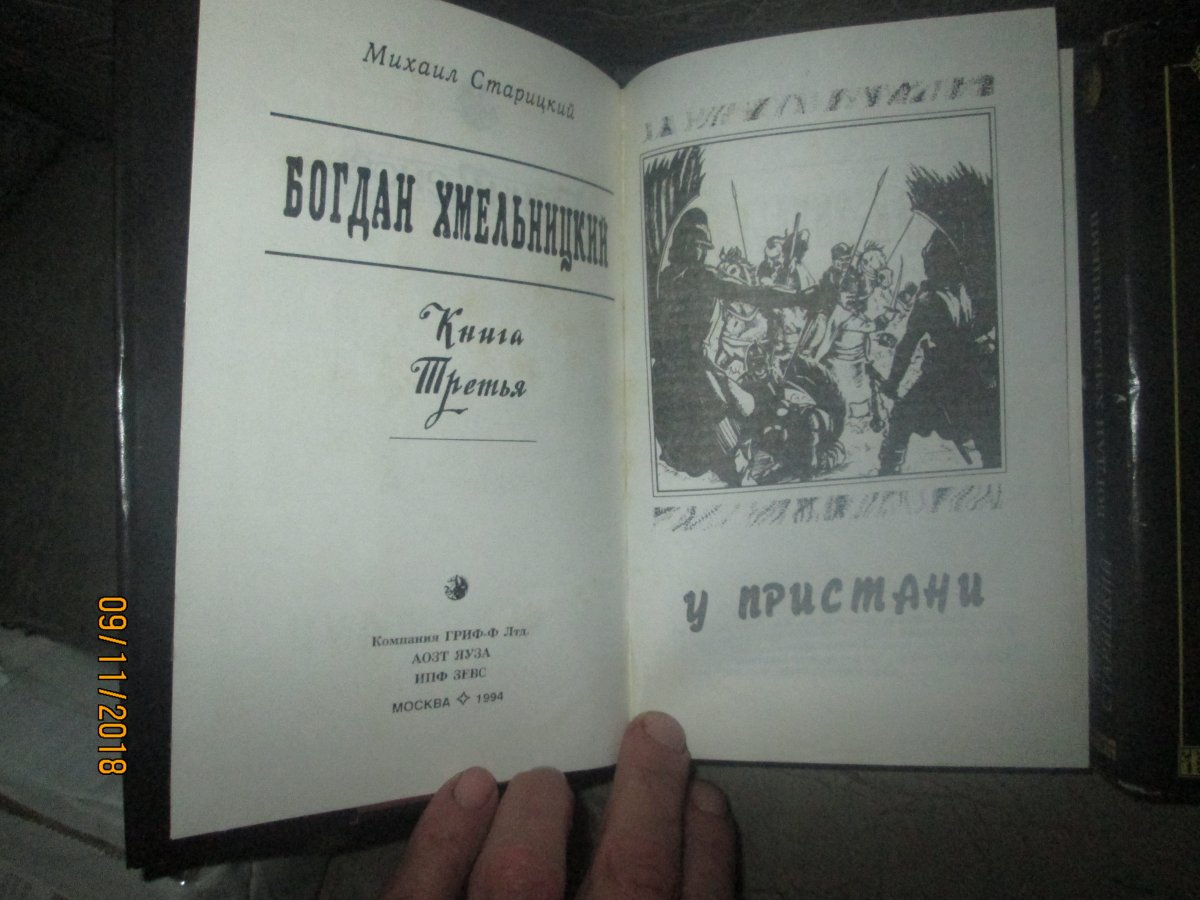 Михаил Старицкий
БОГДАН ХМЕЛЬНИЦКИЙ
Книга
Третья
Компания ГРИФ-Ф Лтд.
АОЗТ ЯУЗА
ИПФ ЗЕВС
МОСКВА ✧ 1994
У ПРИСТАНИ
09/11/2018